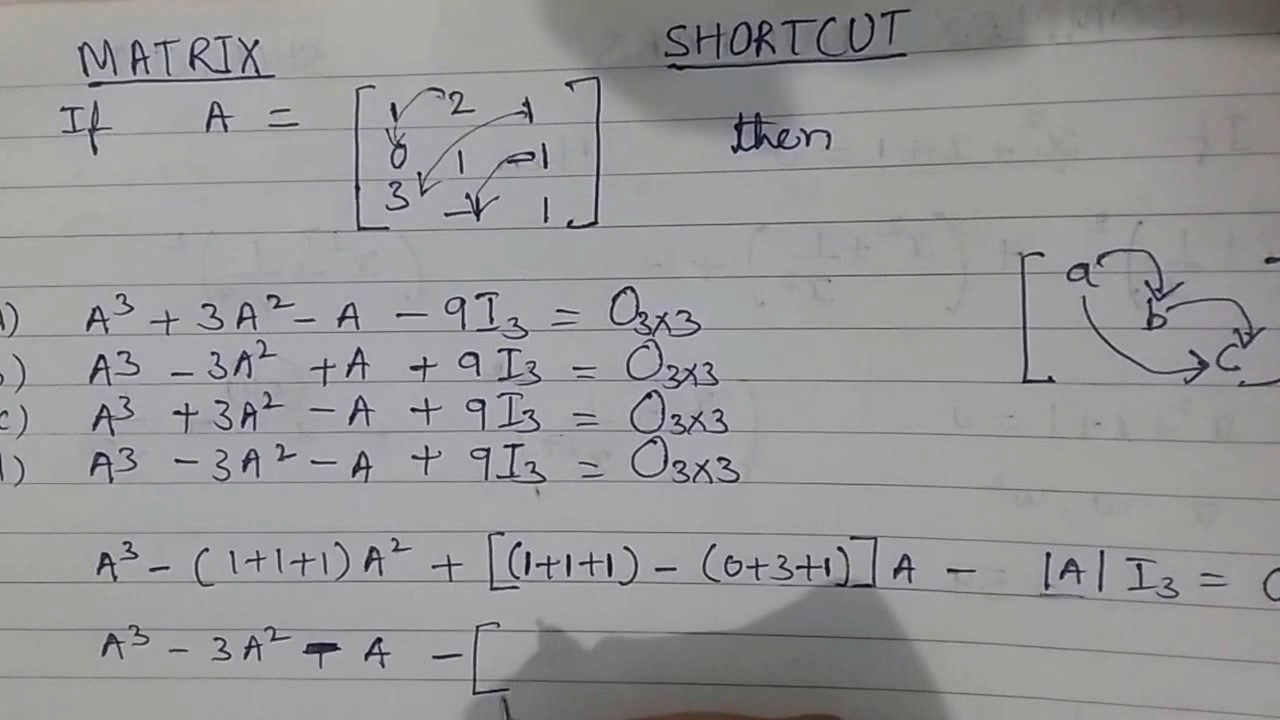 MATRIX SHORTCUT
If A = [ 1 2 1 then
0 1 -1
3 -1 1 ]
A³ + 3A² - A - 9I₃ = O₃ₓ₃
A³ - 3A² + A + 9I₃ = O₃ₓ₃
c) A³ + 3A² - A + 9I₃ = O₃ₓ₃
A³ - 3A² - A + 9I₃ = O₃ₓ₃
[ a
b
c
A³ - (1+1+1)A² + [(1+1+1) - (0+3+1)]A - |A| I₃ =
A³ - 3A² - A - [